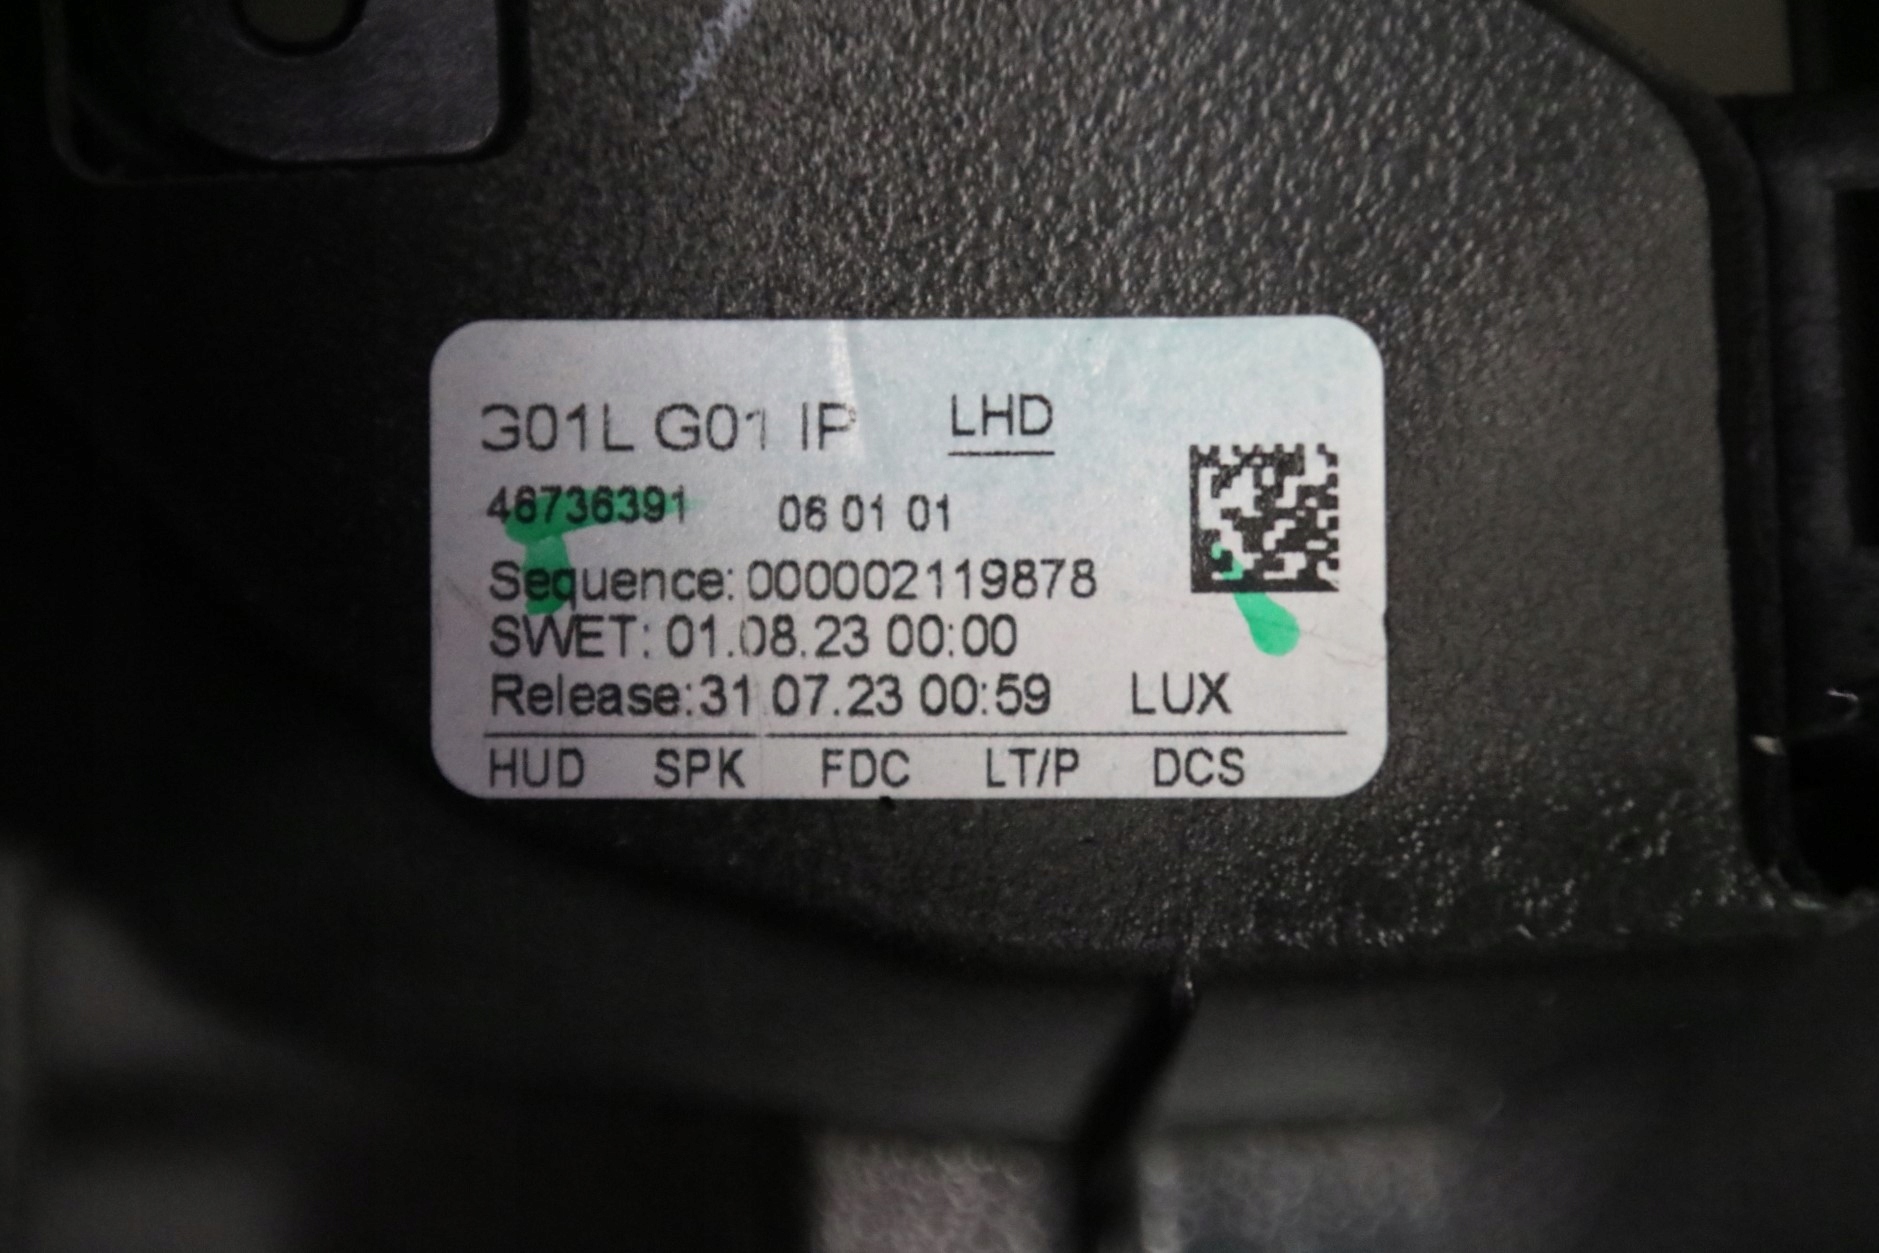 G01L G01 IP LHD
46736391 06 01 01
Sequence: 000002119878
SWET: 01.08.23 00:00
Release:31 07.23 00:59 LUX
HUD SPK FDC LT/P DCS